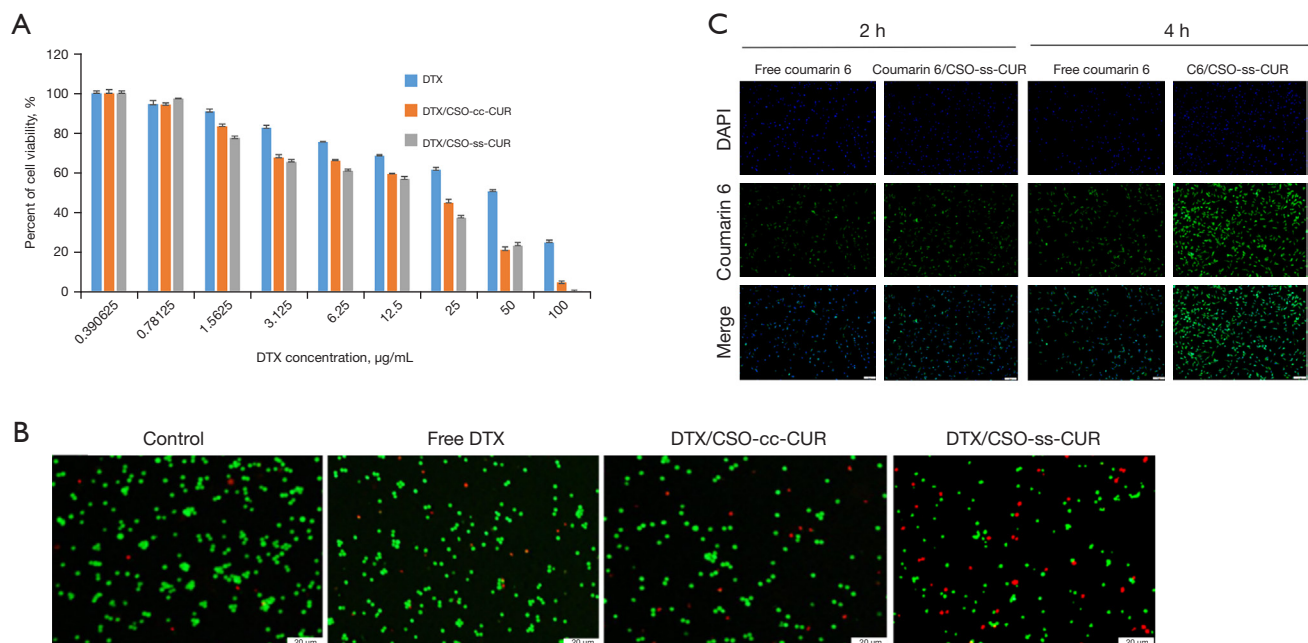 A
120
100
80
60
40
20
0
Percent of cell viability, %
DTX
DTX/CSO-cc-CUR
DTX/CSO-ss-CUR
0.390625
0.78125
1.5625
3.125
6.25
12.5
25
50
100
DTX concentration, µg/mL
C
2 h
4 h
Free coumarin 6
Coumarin 6/CSO-ss-CUR
Free coumarin 6
C6/CSO-ss-CUR
DAPI
Coumarin 6
Merge
B
Control
Free DTX
DTX/CSO-cc-CUR
DTX/CSO-ss-CUR
20 µm
20 µm
20 µm
20 µm